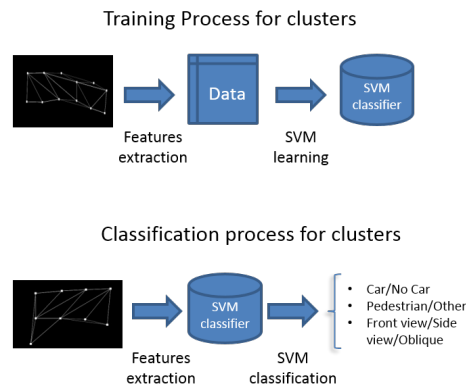 Training Process for clusters
Data
SVM
classifier
Features
extraction
SVM
learning
Classification process for clusters
SVM
classifier
• Car/No Car
• Pedestrian/Other
• Front view/Side
view/Oblique
Features
extraction
SVM
classification